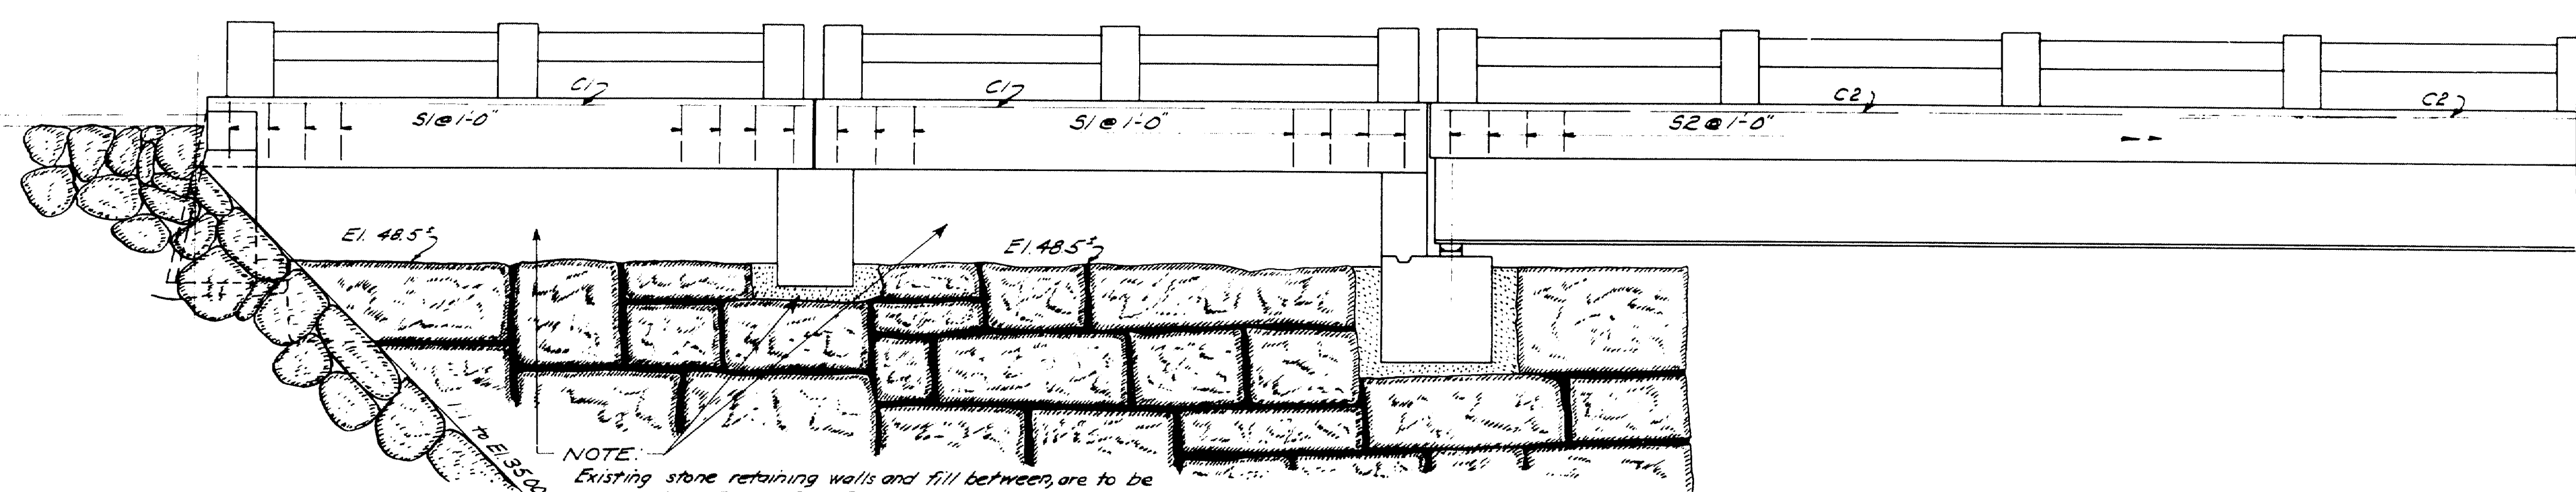 C1
C1
C2
C2
S1@1'-0"
S1@1'-0"
S2@1'-0"
El. 48.5±
El. 48.5±
1:1 to El. 35.00
NOTE:
Existing stone retaining walls and fill between, are to be